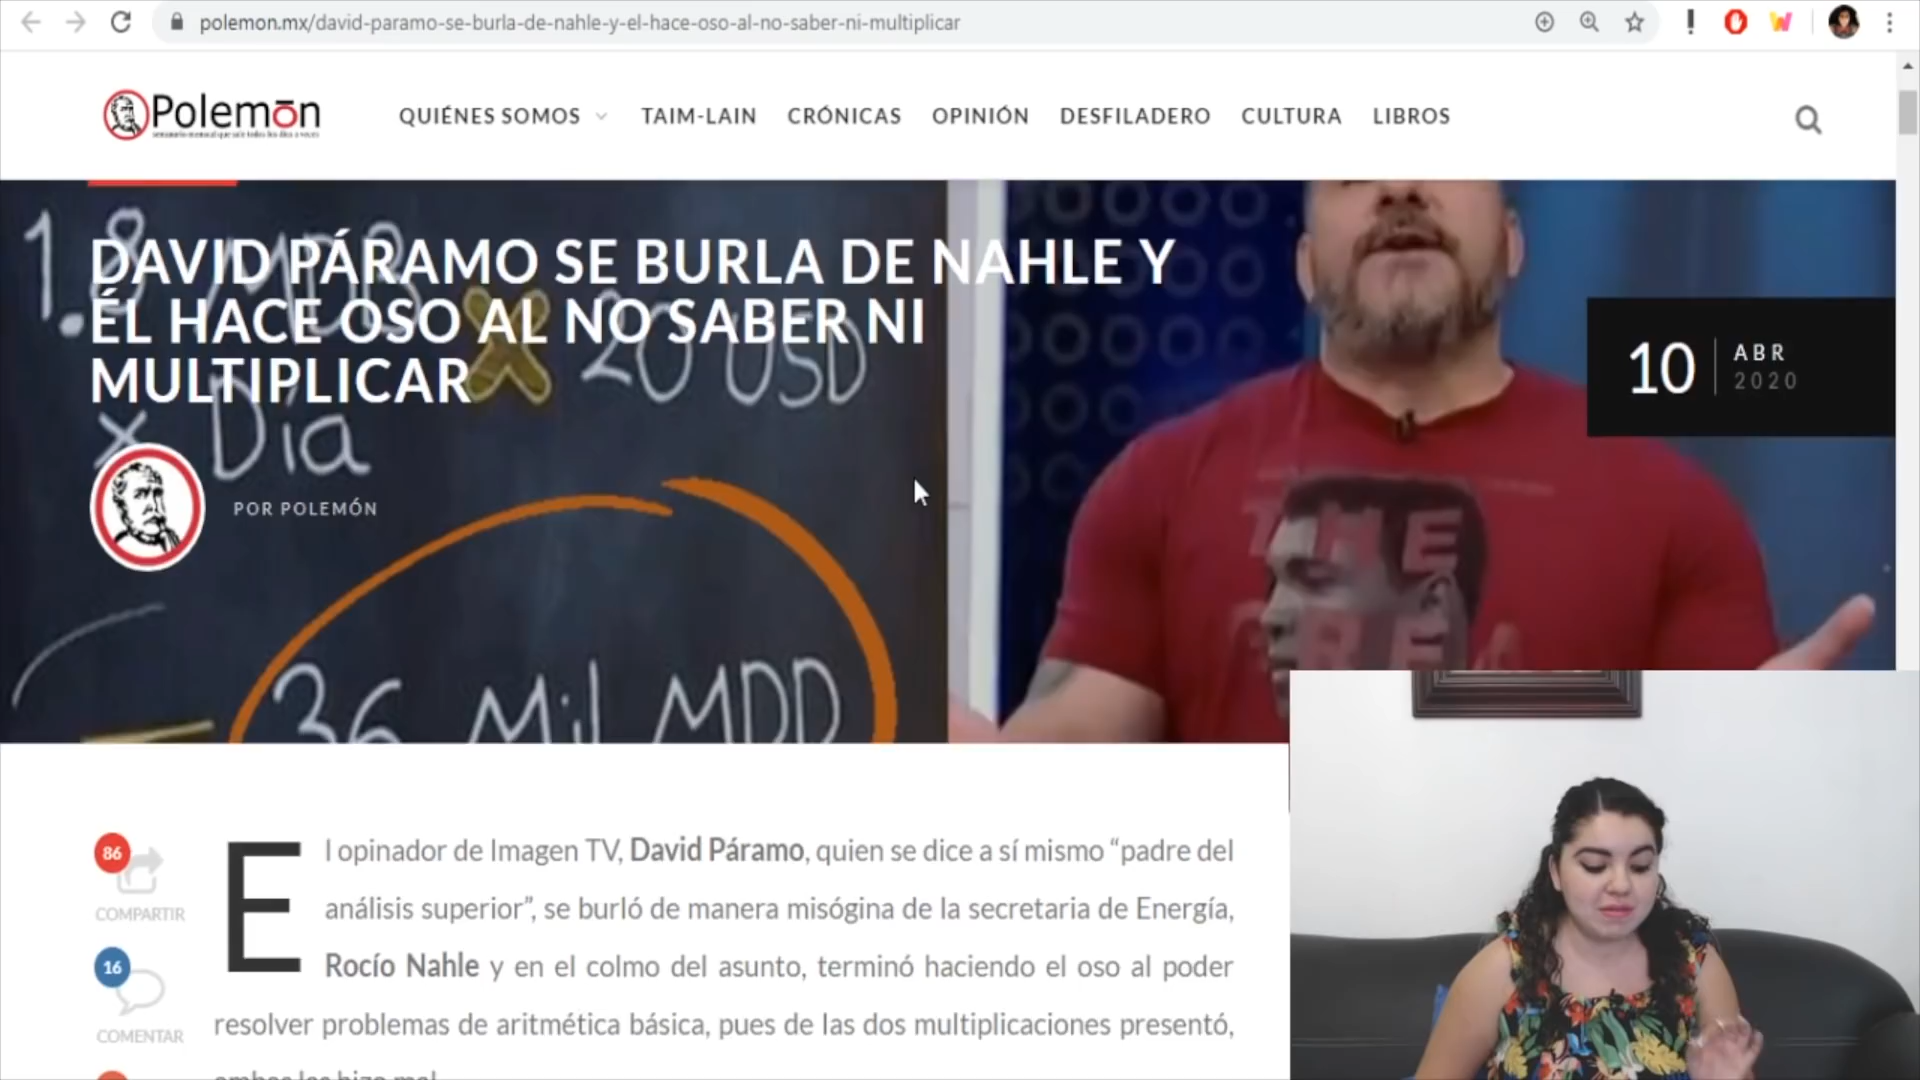 polemon.mx/david-paramo-se-burla-de-nahle-y-el-hace-oso-al-no-saber-ni-multiplicar
Polemōn
QUIÉNES SOMOS
TAIM-LAIN
CRÓNICAS
OPINIÓN
DESFILADERO
CULTURA
LIBROS
1.8 MDB x 20 USD
x Día
36 Mil MDD
DAVID PÁRAMO SE BURLA DE NAHLE Y
ÉL HACE OSO AL NO SABER NI
MULTIPLICAR
POR POLEMÓN
10
ABR
2020
THE
86
COMPARTIR
16
COMENTAR
El opinador de Imagen TV, David Páramo, quien se dice a sí mismo “padre del
análisis superior”, se burló de manera misógina de la secretaria de Energía,
Rocío Nahle y en el colmo del asunto, terminó haciendo el oso al poder
resolver problemas de aritmética básica, pues de las dos multiplicaciones presentó,